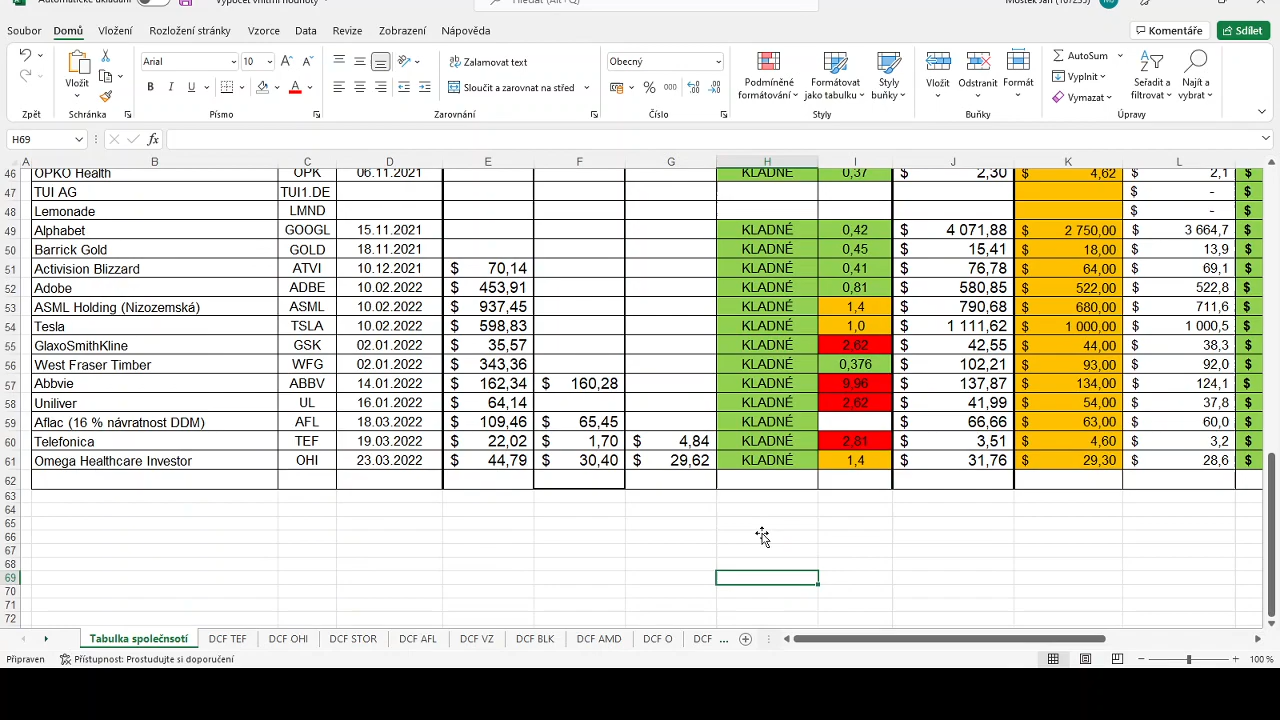 Automatické ukládání
Výpočet vnitřní hodnoty
Hledat (Alt+Q)
Soubor Domů Vložení Rozložení stránky Vzorce Data Revize Zobrazení Nápověda Komentáře Sdílet
Vložit Arial 10 Zalamovat text Obecný Podmíněné formátování Formátovat jako tabulku Styly buňky Vložit Odstranit Formát AutoSum Vyplnit Vymazat Seřadit a filtrovat Najít a vybrat
Sloučit a zarovnat na střed
Zpět Schránka Písmo Zarovnání Číslo Styly Buňky Úpravy
H69 fx
A B C D E F G H I J K L
46 OPKO Health OPK 06.11.2021 KLADNÉ 0,37 $ 2,30 $ 4,62 $ 2,1 $
47 TUI AG TUI1.DE $ - $
48 Lemonade LMND $ - $
49 Alphabet GOOGL 15.11.2021 KLADNÉ 0,42 $ 4 071,88 $ 2 750,00 $ 3 664,7 $
50 Barrick Gold GOLD 18.11.2021 KLADNÉ 0,45 $ 15,41 $ 18,00 $ 13,9 $
51 Activision Blizzard ATVI 10.12.2021 $ 70,14 KLADNÉ 0,41 $ 76,78 $ 64,00 $ 69,1 $
52 Adobe ADBE 10.02.2022 $ 453,91 KLADNÉ 0,81 $ 580,85 $ 522,00 $ 522,8 $
53 ASML Holding (Nizozemská) ASML 10.02.2022 $ 937,45 KLADNÉ 1,4 $ 790,68 $ 680,00 $ 711,6 $
54 Tesla TSLA 10.02.2022 $ 598,83 KLADNÉ 1,0 $ 1 111,62 $ 1 000,00 $ 1 000,5 $
55 GlaxoSmithKline GSK 02.01.2022 $ 35,57 KLADNÉ 2,62 $ 42,55 $ 44,00 $ 38,3 $
56 West Fraser Timber WFG 02.01.2022 $ 343,36 KLADNÉ 0,376 $ 102,21 $ 93,00 $ 92,0 $
57 Abbvie ABBV 14.01.2022 $ 162,34 $ 160,28 KLADNÉ 9,96 $ 137,87 $ 134,00 $ 124,1 $
58 Univerver UL 16.01.2022 $ 64,14 KLADNÉ 2,62 $ 41,99 $ 54,00 $ 37,8 $
59 Aflac (16 % návratnost DDM) AFL 18.03.2022 $ 109,46 $ 65,45 KLADNÉ $ 66,66 $ 63,00 $ 60,0 $
60 Telefonica TEF 19.03.2022 $ 22,02 $ 1,70 $ 4,84 KLADNÉ 2,81 $ 3,51 $ 4,60 $ 3,2 $
61 Omega Healthcare Investor OHI 23.03.2022 $ 44,79 $ 30,40 $ 29,62 KLADNÉ 1,4 $ 31,76 $ 29,30 $ 28,6 $
62
63
64
65
66
67
68
69
70
71
72
Tabulka společností DCF TEF DCF OHI DCF STOR DCF AFL DCF VZ DCF BLK DCF AMD DCF O DCF ...
Připraven Přístupnost: Prostudujte si doporučení 100 %